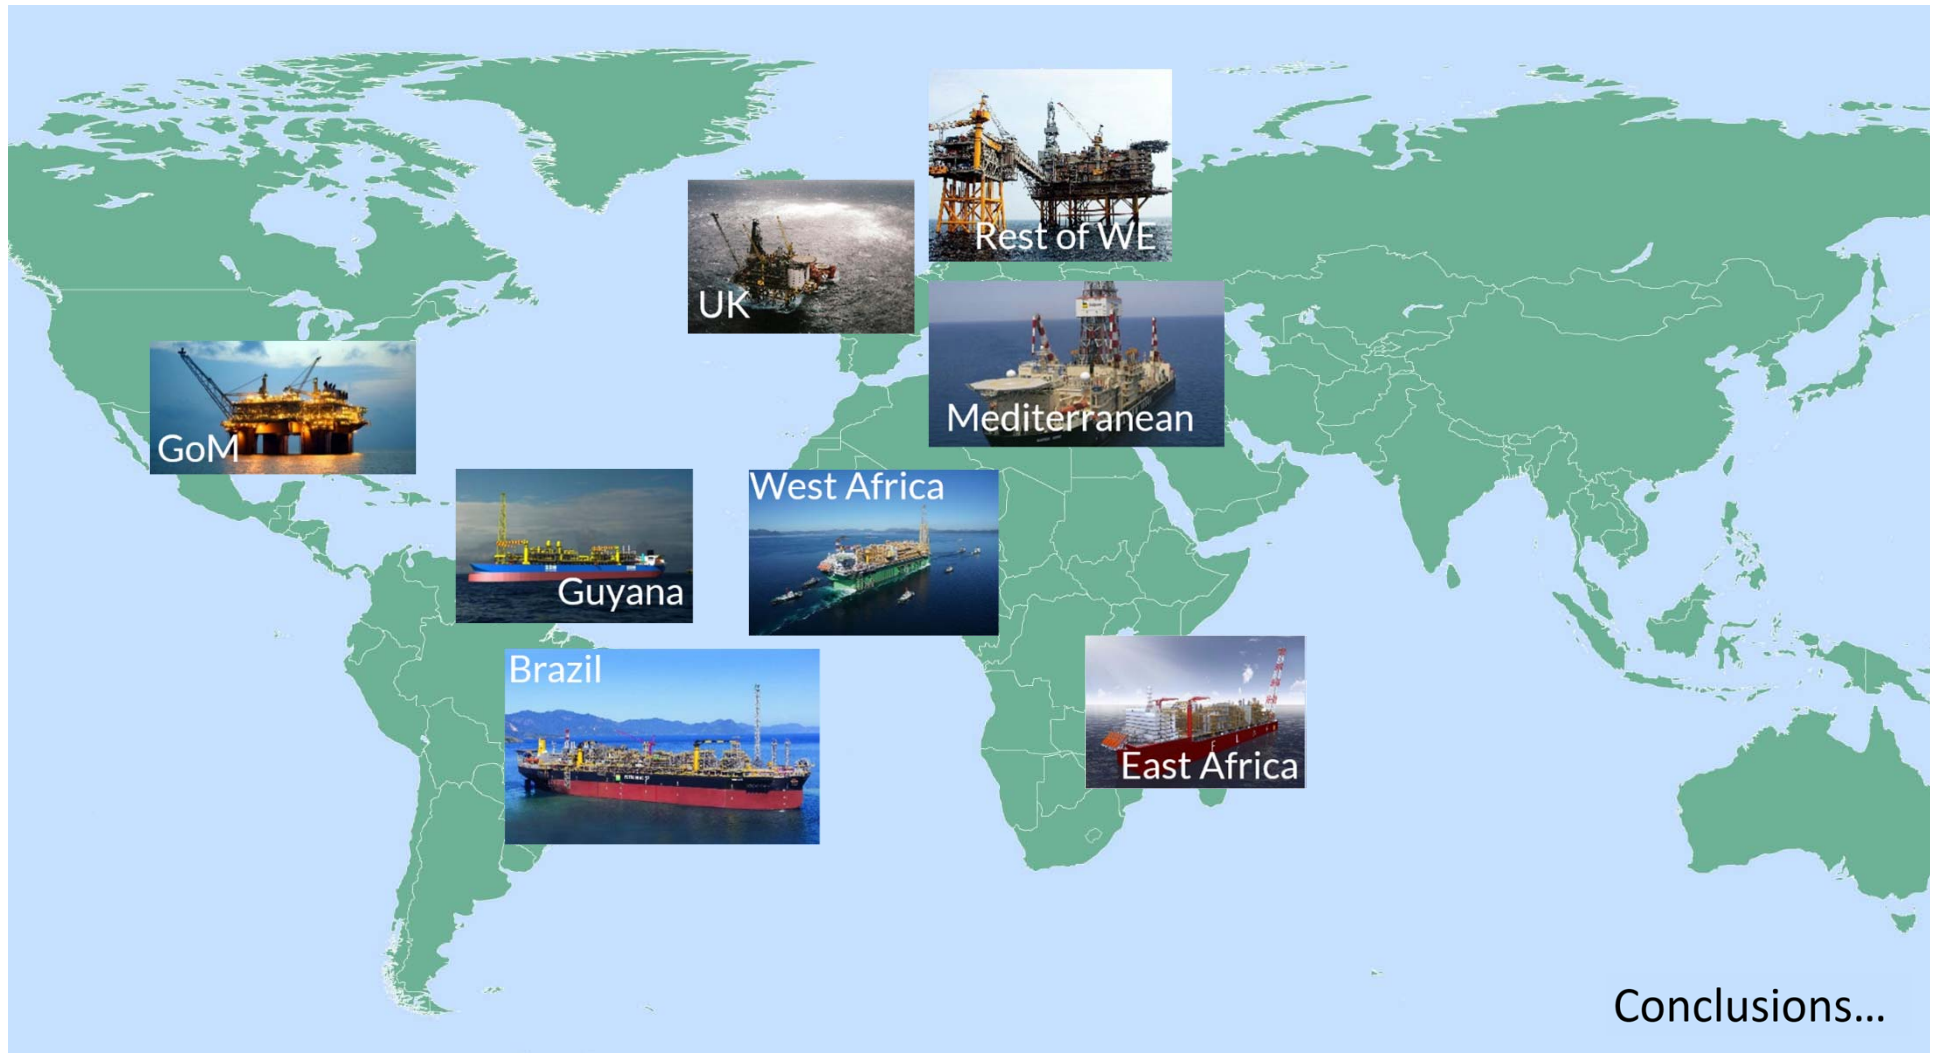 Rest of WE
UK
Mediterranean
GoM
West Africa
Guyana
Brazil
East Africa
Conclusions...